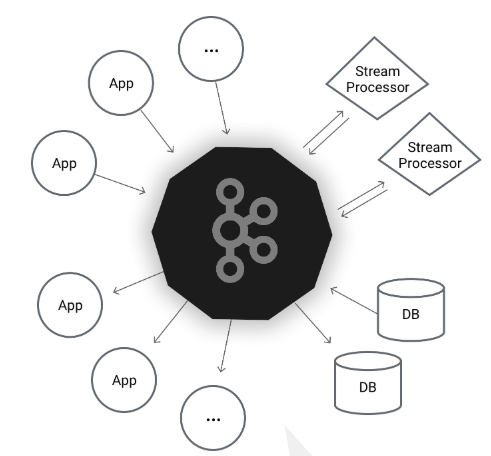 ...
App
Stream
Processor
App
Stream
Processor
App
DB
App
DB
...